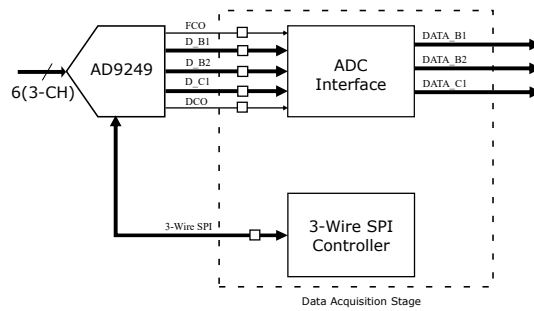 FCO
D_B1
D_B2
D_C1
DCO
AD9249
6(3-CH)
ADC
Interface
DATA_B1
DATA_B2
DATA_C1
3-Wire SPI
3-Wire SPI
Controller
Data Acquisition Stage